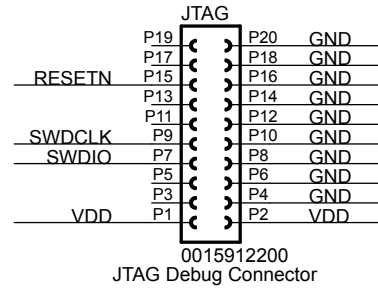 JTAG
P19 P20 GND
P17 P18 GND
RESETN P15 P16 GND
P13 P14 GND
P11 P12 GND
SWDCLK P9 P10 GND
SWDIO P7 P8 GND
P5 P6 GND
P3 P4 GND
VDD P1 P2 VDD
0015912200
JTAG Debug Connector